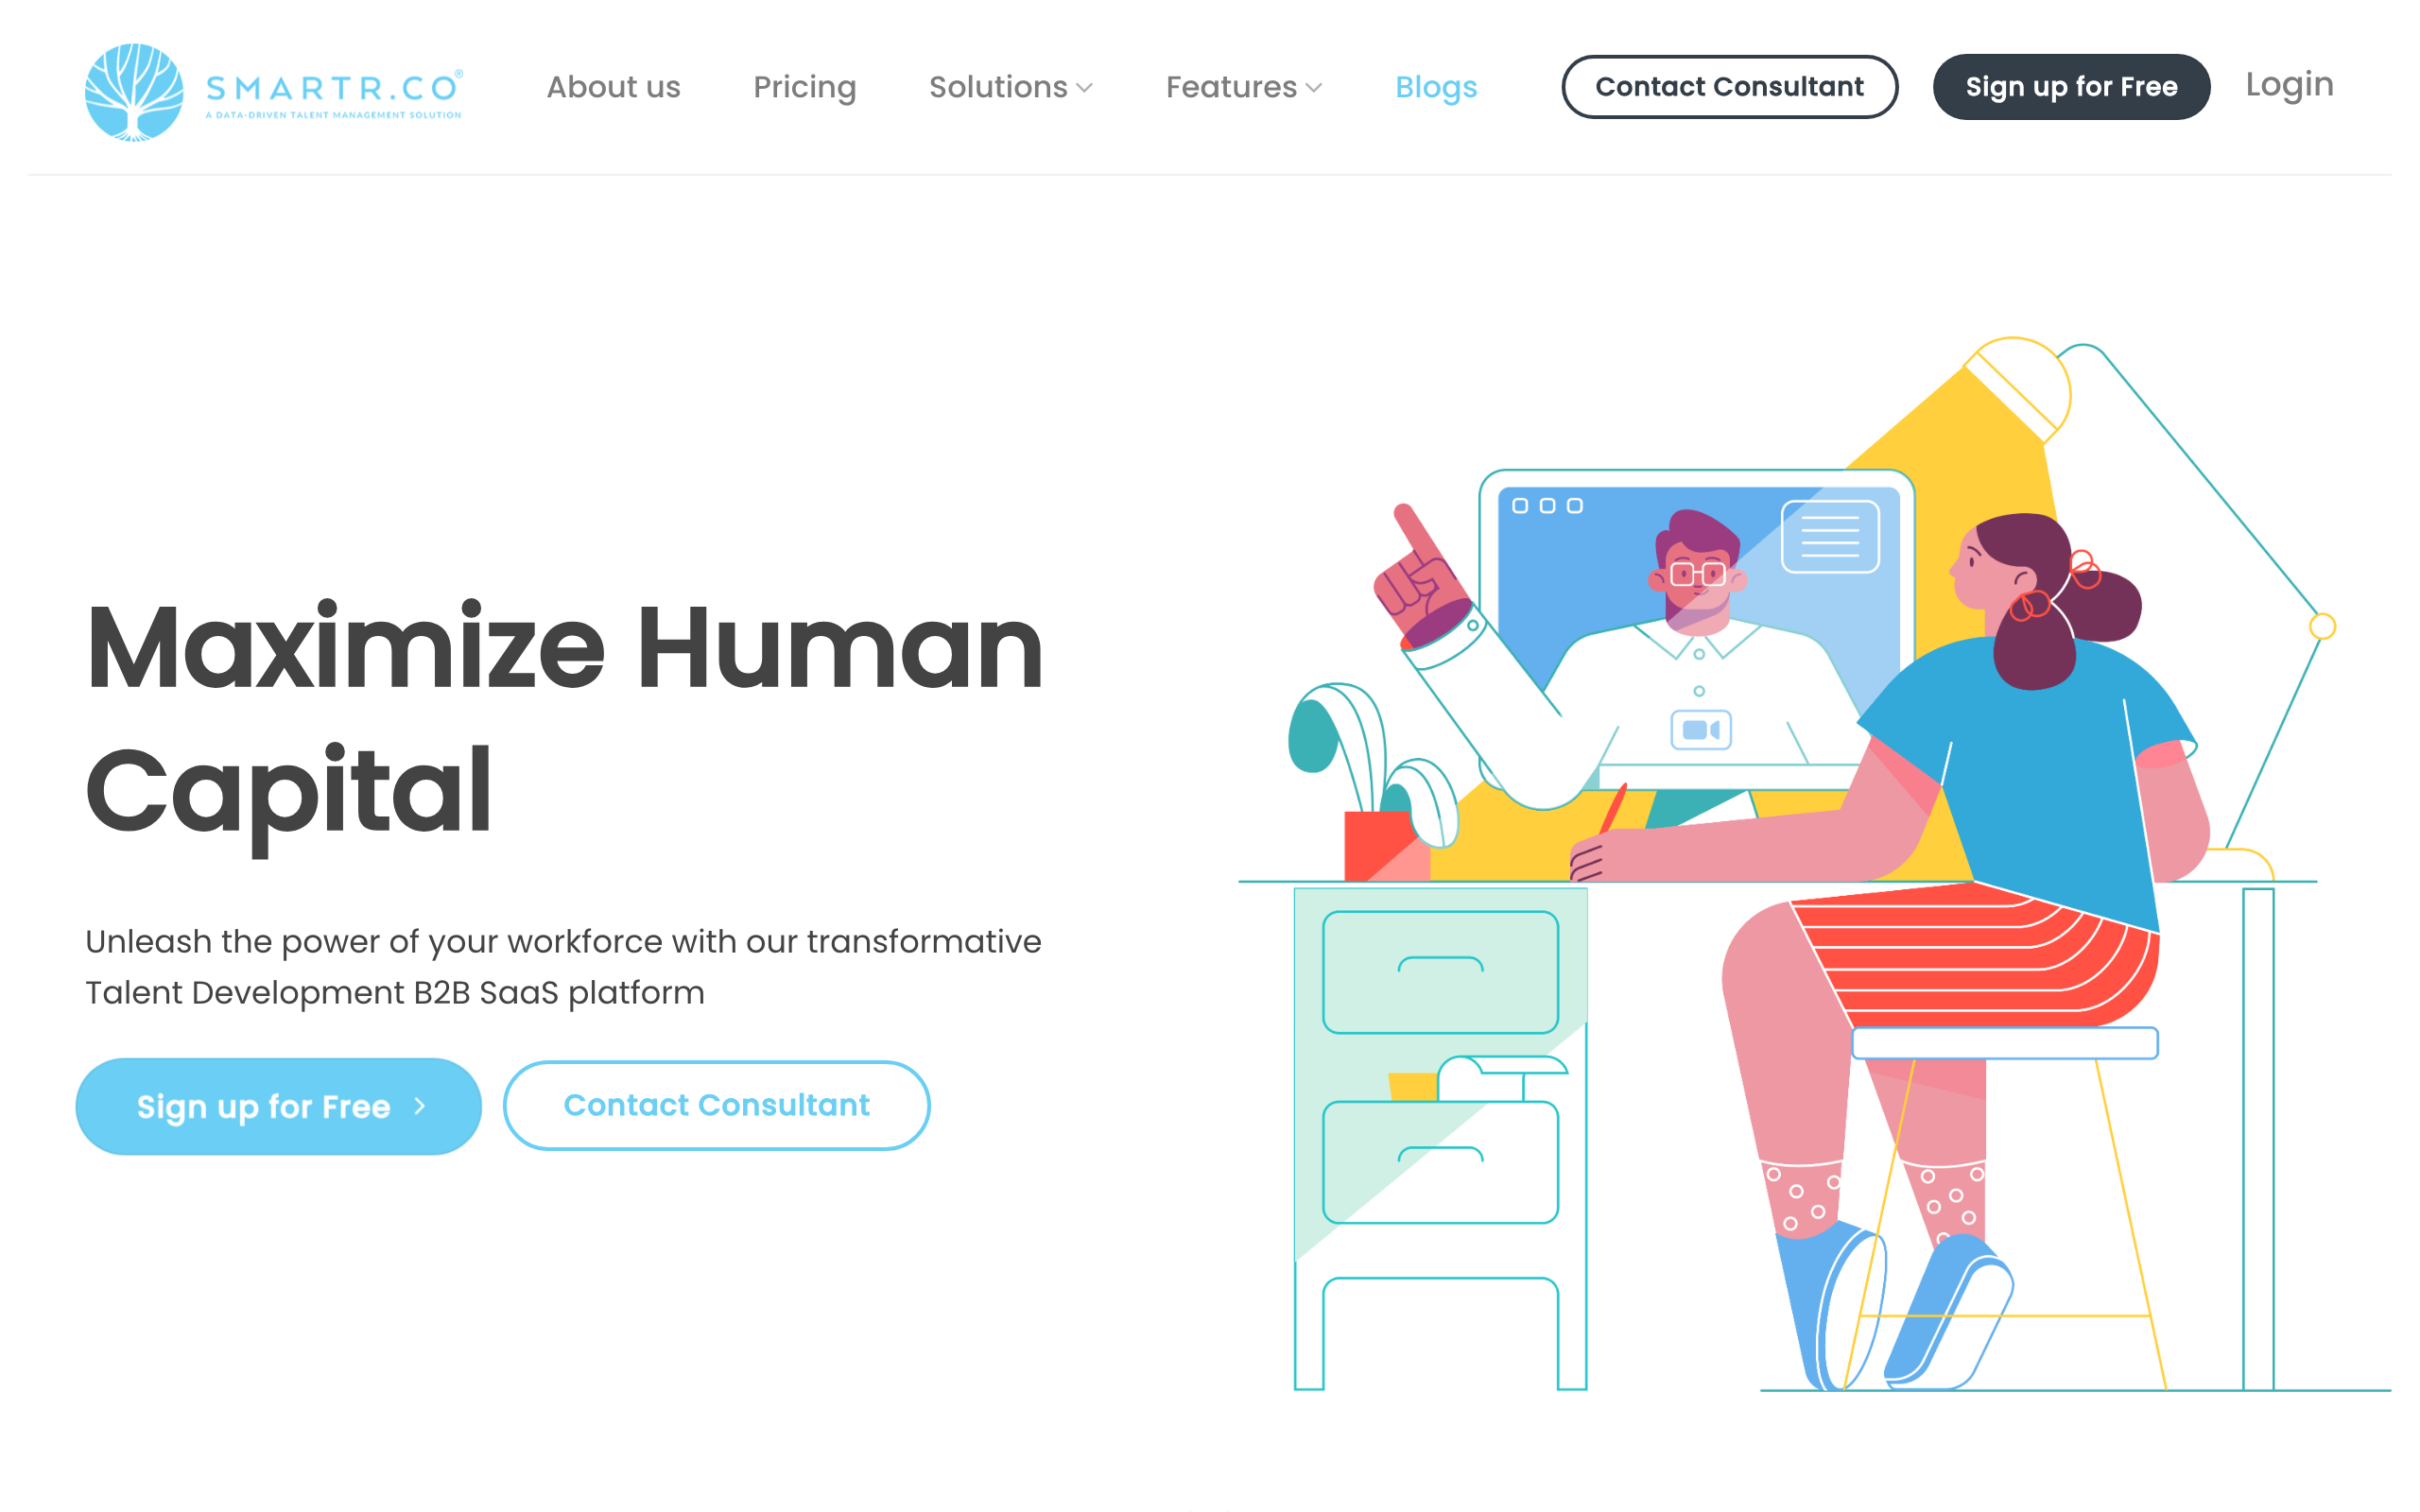 SMARTR.CO®
A DATA-DRIVEN TALENT MANAGEMENT SOLUTION
About us
Pricing
Solutions
Features
Blogs
Contact Consultant
Sign up for Free
Login
Maximize Human
Capital
Unleash the power of your workforce with our transformative
Talent Development B2B SaaS platform
Sign up for Free
Contact Consultant